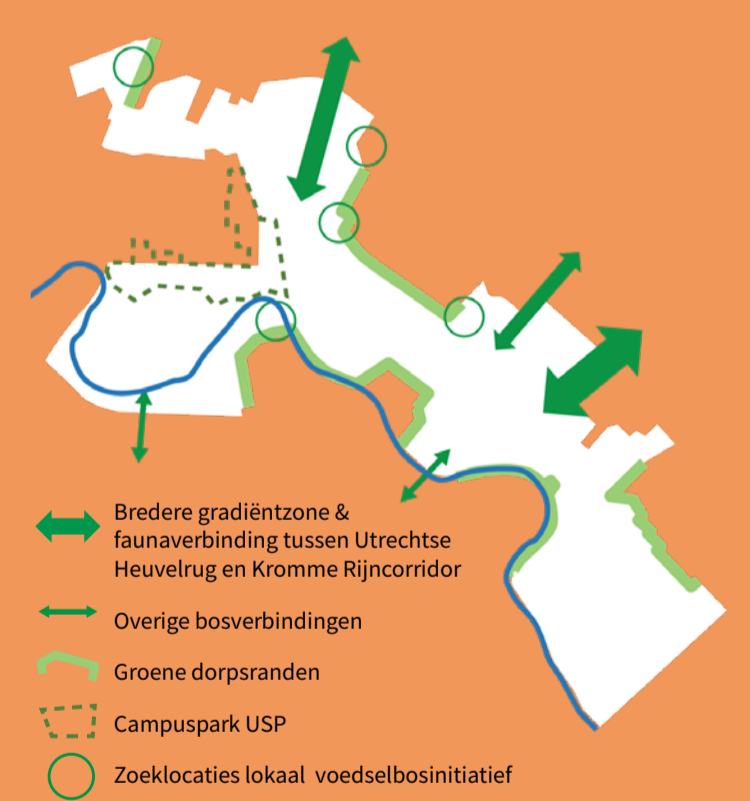 Bredere gradiëntzone &
faunaverbinding tussen Utrechtse
Heuvelrug en Kromme Rijncorridor
Overige bosverbindingen
Groene dorpsranden
Campuspark USP
Zoeklocaties lokaal voedselbosinitiatief